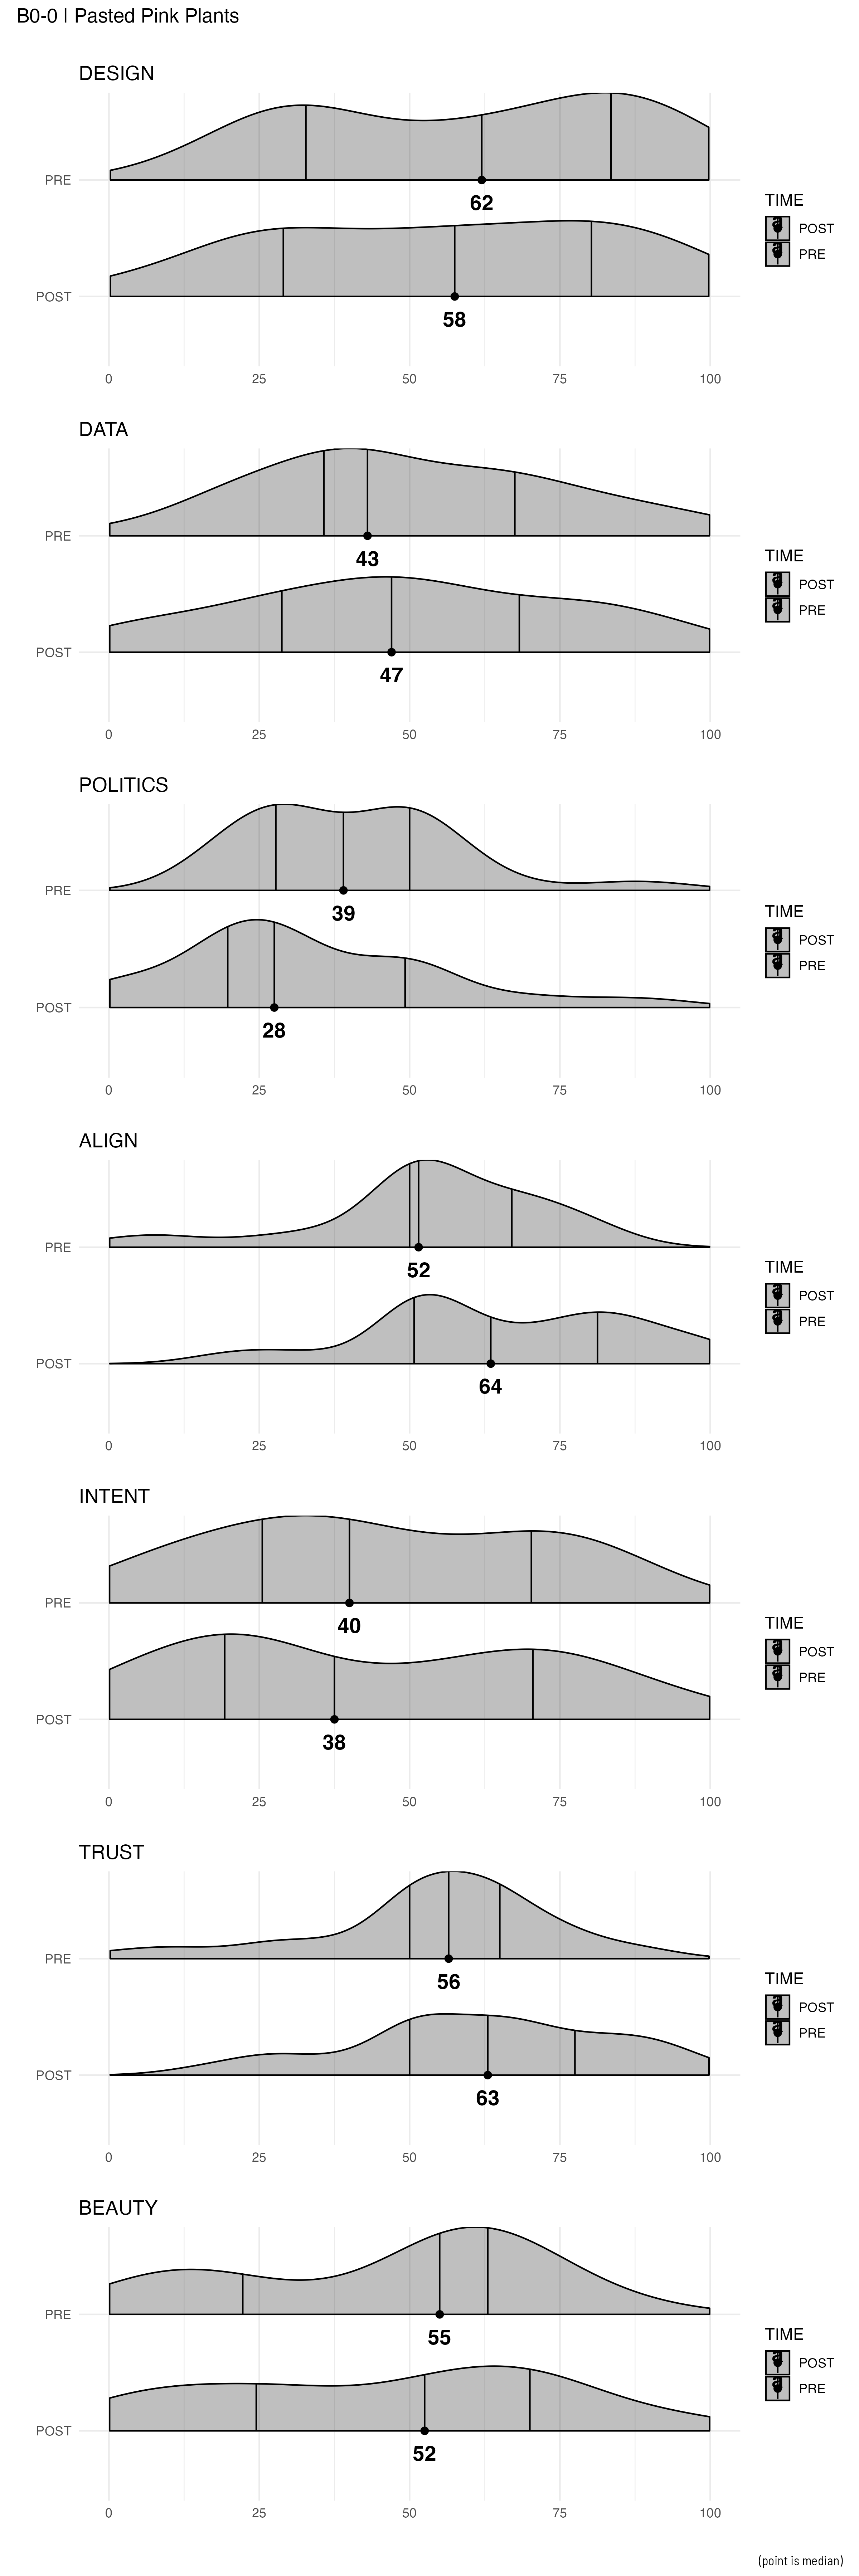 B0-0 | Pasted Pink Plants
DESIGN
PRE
62
POST
58
0 25 50 75 100
TIME
POST
PRE
DATA
PRE
43
POST
47
0 25 50 75 100
TIME
POST
PRE
POLITICS
PRE
39
POST
28
0 25 50 75 100
TIME
POST
PRE
ALIGN
PRE
52
POST
64
0 25 50 75 100
TIME
POST
PRE
INTENT
PRE
40
POST
38
0 25 50 75 100
TIME
POST
PRE
TRUST
PRE
56
POST
63
0 25 50 75 100
TIME
POST
PRE
BEAUTY
PRE
55
POST
52
0 25 50 75 100
TIME
POST
PRE
(point is median)